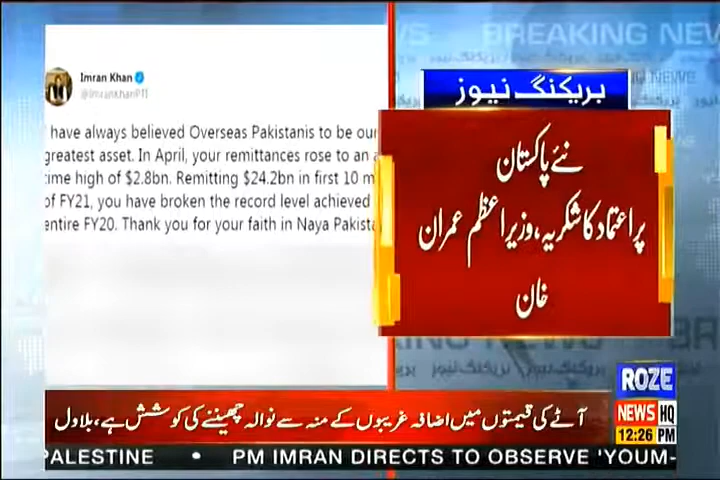 Imran Khan
@ImrankhanPTI
I have always believed Overseas Pakistanis to be our
greatest asset. In April, your remittances rose to an a
time high of $2.8bn. Remitting $24.2bn in first 10 m
of FY21, you have broken the record level achieved
entire FY20. Thank you for your faith in Naya Pakista
BREAKING NEW
بریکنگ نیوز
نئے پاکستان
پر اعتماد کا شکریہ، وزیراعظم عمران
خان
ROZE
NEWS HQ
12:26 PM
آٹے کی قیمتوں میں اضافہ غریبوں کے منہ سے نوالہ چھیننے کی کوشش ہے، بلاول
PALESTINE • PM IMRAN DIRECTS TO OBSERVE 'YOUM-